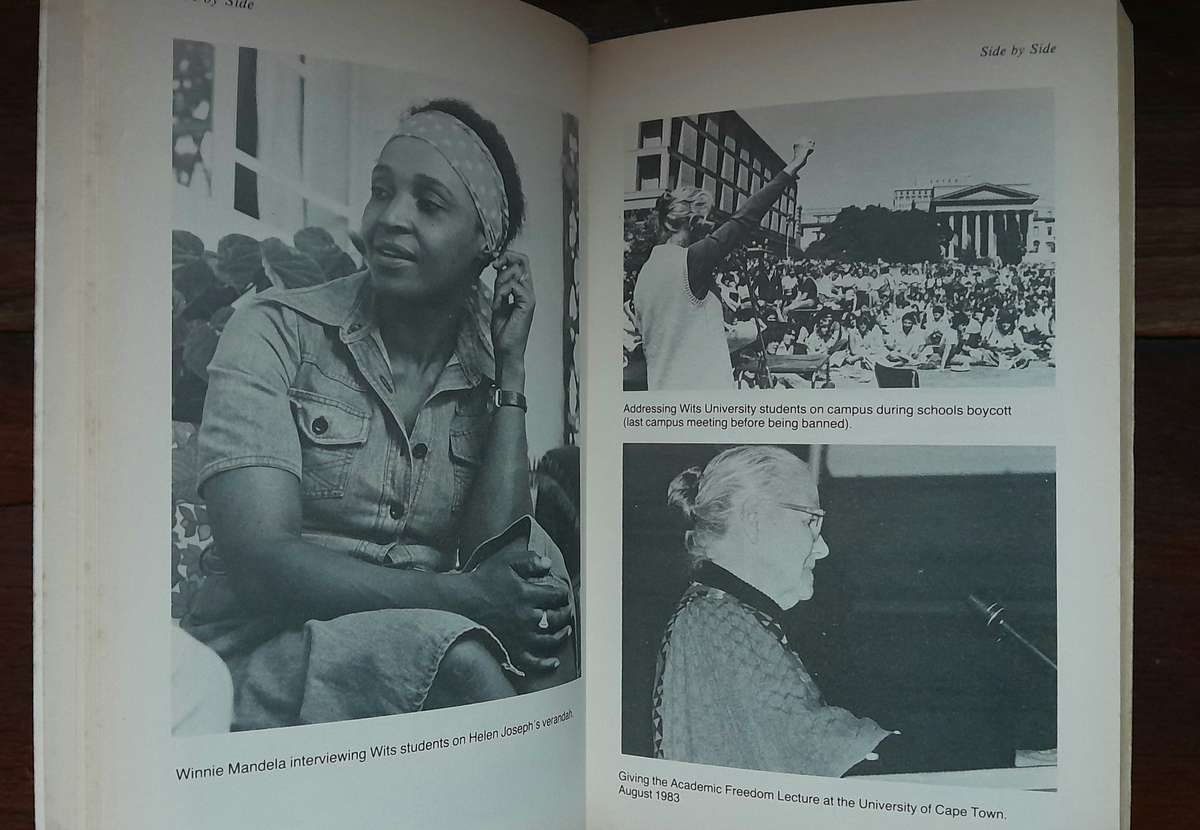 by Side
Winnie Mandela interviewing Wits students on Helen Joseph's verandah.
Side by Side
Addressing Wits University students on campus during schools boycott
(last campus meeting before being banned).
Giving the Academic Freedom Lecture at the University of Cape Town.
August 1983